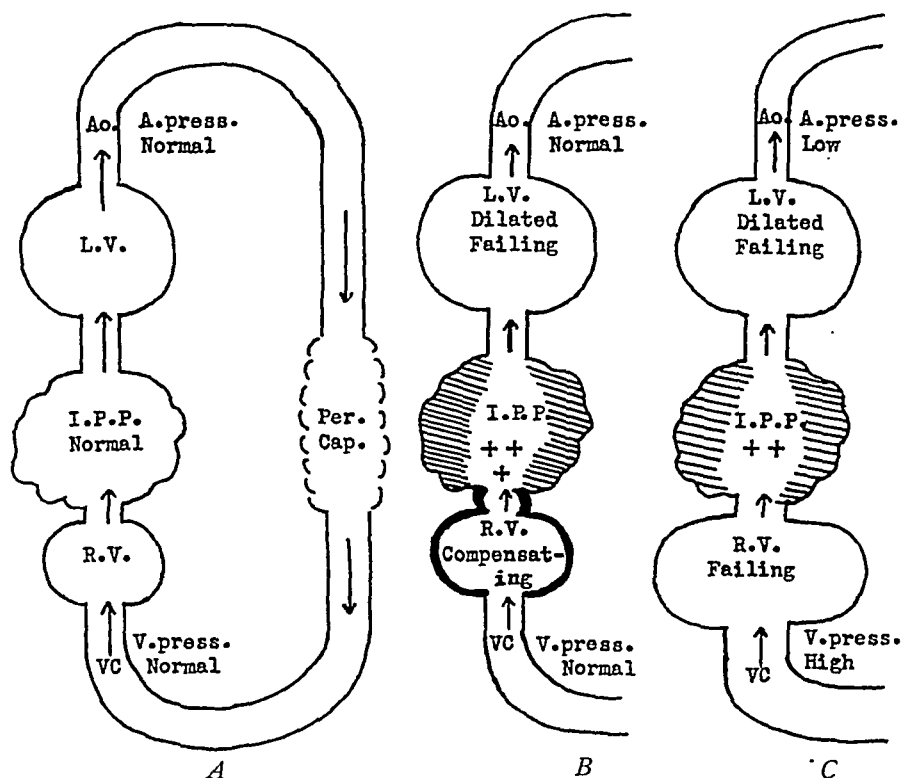 Ao.
A.press.
Normal
L.V.
I.P.P.
Normal
Per.
Cap.
R.V.
VC
V.press.
Normal
A
Ao.
A.press.
Normal
L.V.
Dilated
Failing
I.P.P.
+ +
+
R.V.
Compensat-
ing
VC
V.press.
Normal
B
Ao.
A.press.
Low
L.V.
Dilated
Failing
I.P.P.
+ +
R.V.
Failing
VC
V.press.
High
C